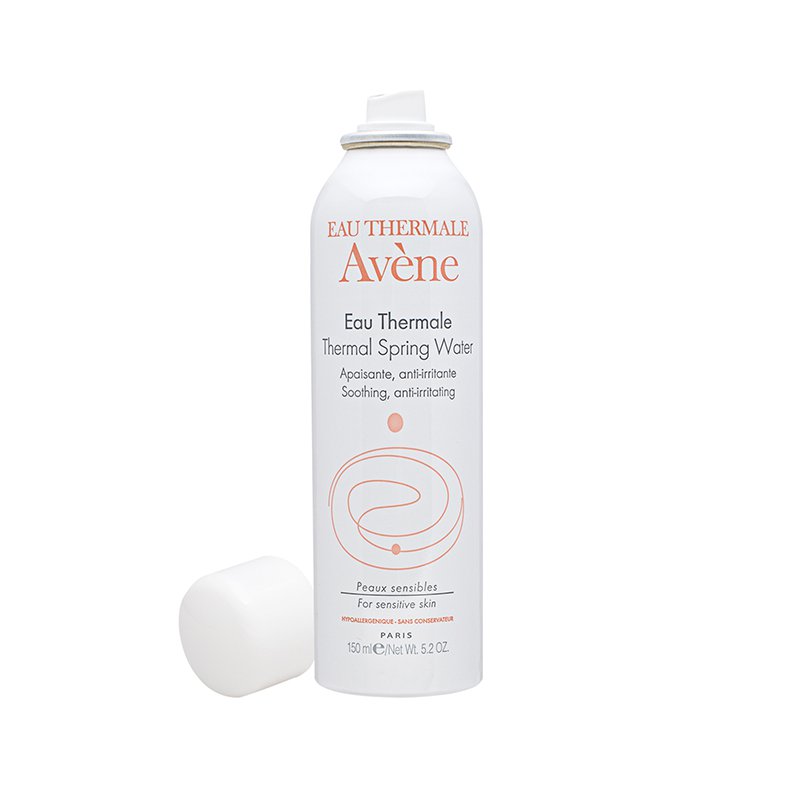 EAU THERMALE
Avène
Eau Thermale
Thermal Spring Water
Apaisante, anti-irritante
Soothing, anti-irritating
Peaux sensibles
For sensitive skin
HYPOALLERGENIQUE - SANS CONSERVATEUR
PARIS
150 ml℮/Net Wt. 5.2 OZ.